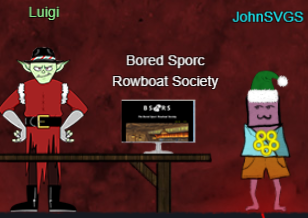 Luigi
JohnSVGS
Bored Sporc
Rowboat Society
BSRS